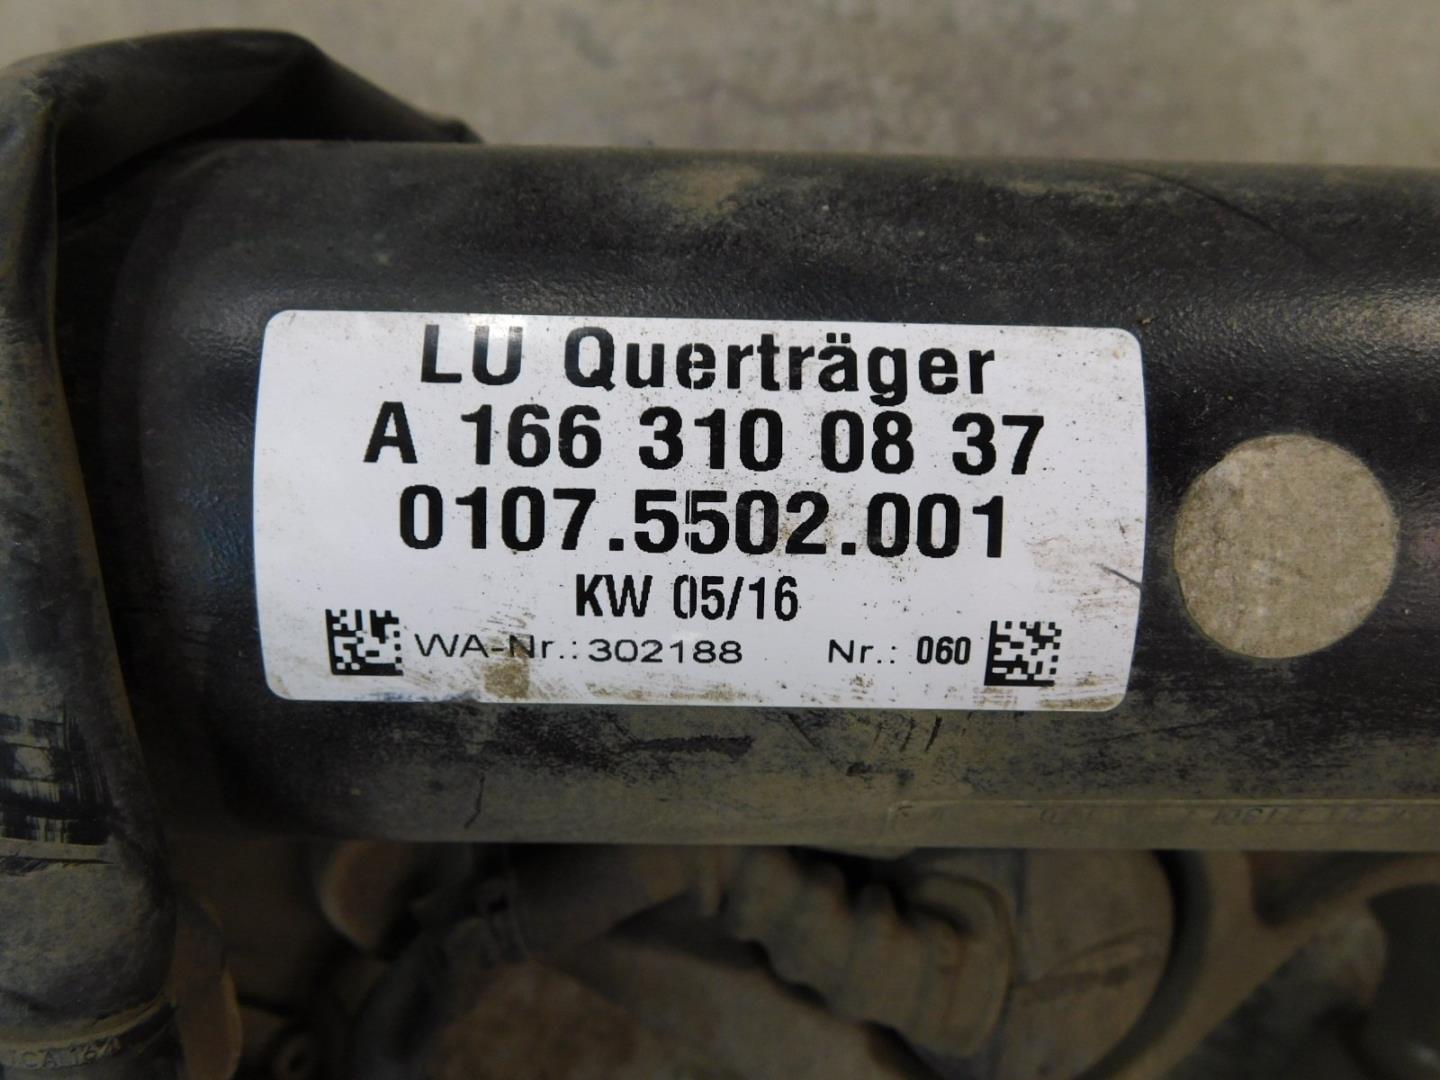 LU Querträger
A 166 310 08 37
0107.5502.001
KW 05/16
WA-Nr.: 302188 Nr.: 060